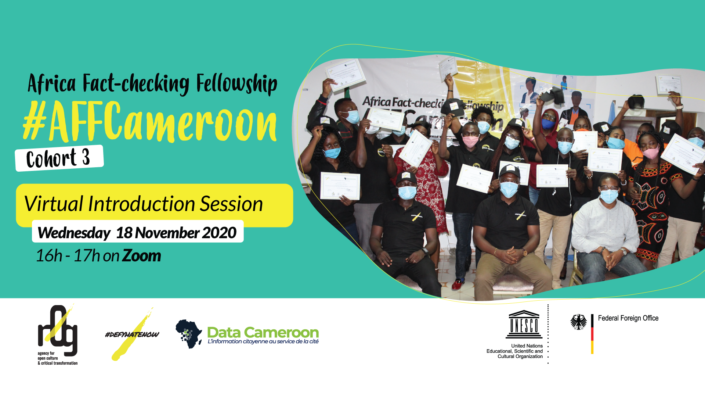 Africa Fact-checking Fellowship
#AFFCameroon
Cohort 3
Virtual Introduction Session
Wednesday 18 November 2020
16h - 17h on Zoom
Africa Fact-checking Fellowship
r0g
agency for
open culture
& critical transformation
#DEFYHATENOW
Data Cameroon
L'information citoyenne au service de la cité
UNESCO
United Nations
Educational, Scientific and
Cultural Organization
Federal Foreign Office